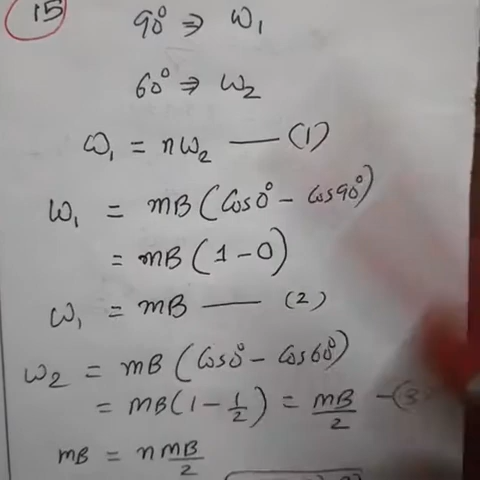 15
90° ⇒ W₁
60° ⇒ W₂
W₁ = nW₂ — (1)
W₁ = mB (Cos0° - Cos90°)
= mB (1 - 0)
W₁ = mB — (2)
W₂ = mB (Cos0° - Cos60°)
= mB (1 - 1/2) = mB/2 - (3
mB = n mB/2